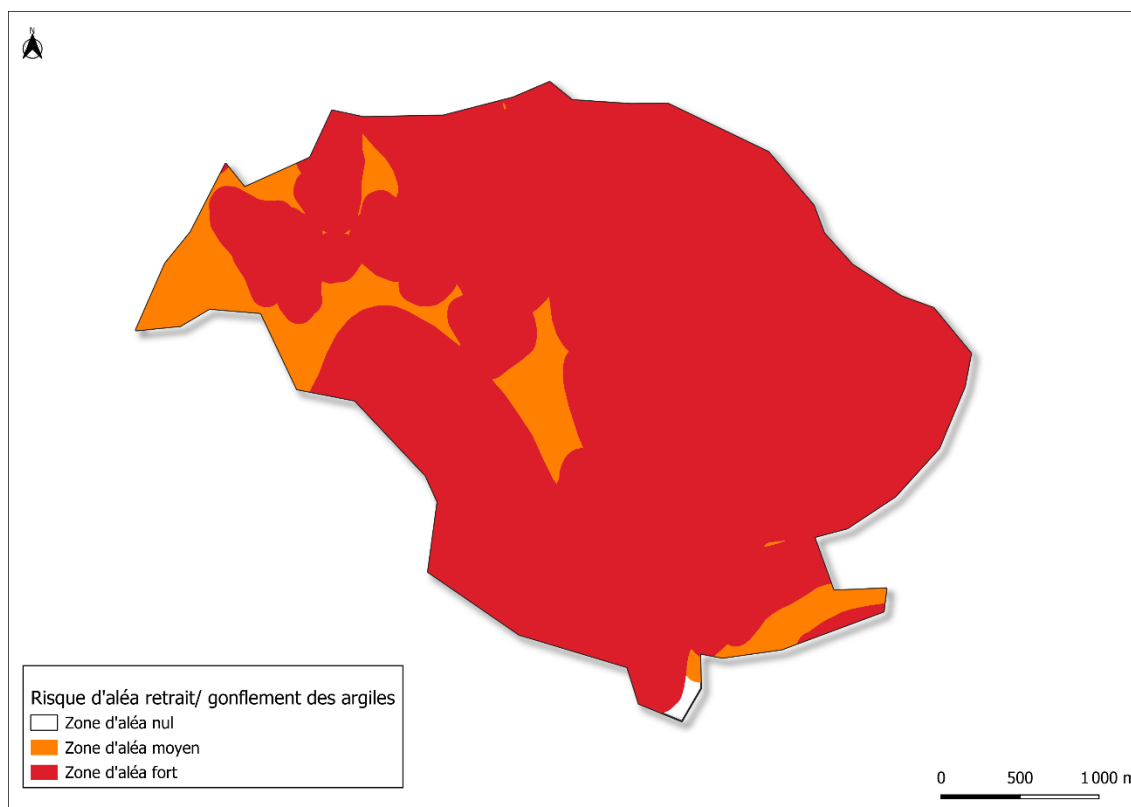 N
Risque d'aléa retrait/ gonflement des argiles
Zone d'aléa nul
Zone d'aléa moyen
Zone d'aléa fort
0 500 1 000 m